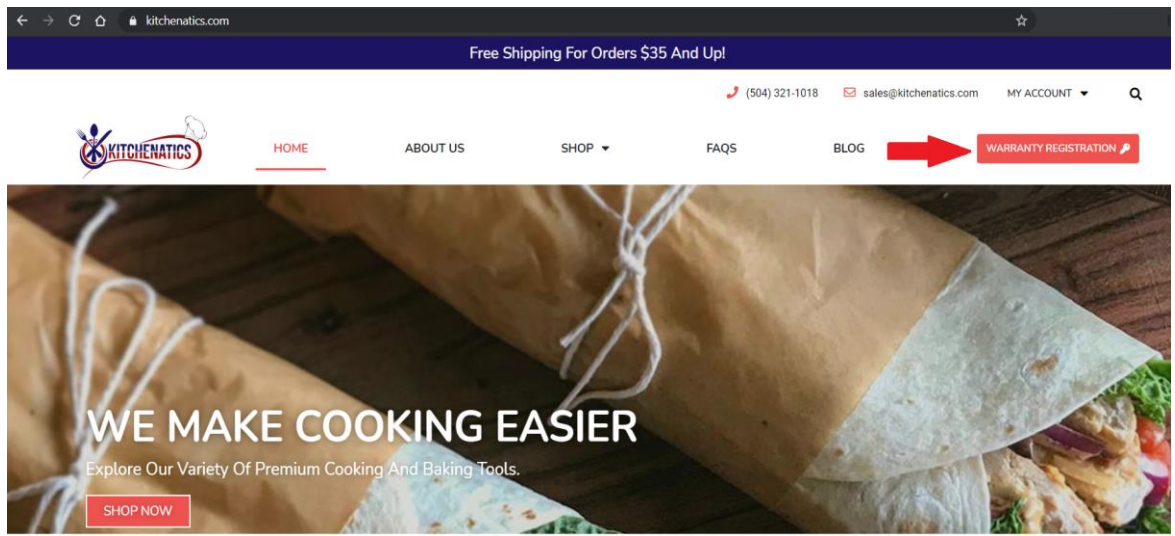 kitchenatics.com
Free Shipping For Orders $35 And Up!
(504) 321-1018 sales@kitchenatics.com MY ACCOUNT
KITCHENATICS HOME ABOUT US SHOP FAQS BLOG WARRANTY REGISTRATION
WE MAKE COOKING EASIER
Explore Our Variety Of Premium Cooking And Baking Tools.
SHOP NOW